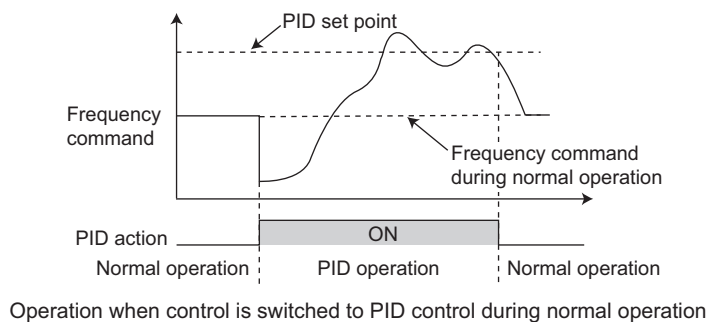 PID set point
Frequency
command
Frequency command
during normal operation
PID action
ON
Normal operation
PID operation
Normal operation
Operation when control is switched to PID control during normal operation